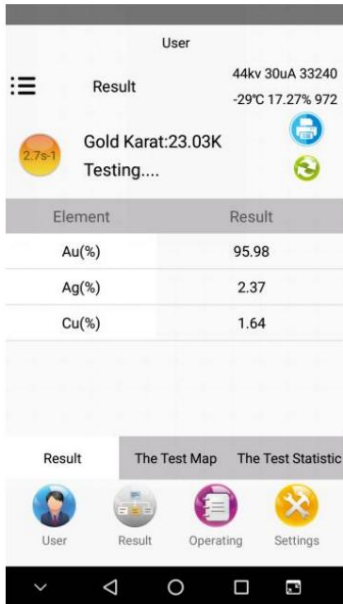 User
Result
44kv 30uA 33240
-29℃ 17.27% 972
2.7s-1
Gold Karat:23.03K
Testing....
Element Result
Au(%) 95.98
Ag(%) 2.37
Cu(%) 1.64
Result The Test Map The Test Statistic
User Result Operating Settings